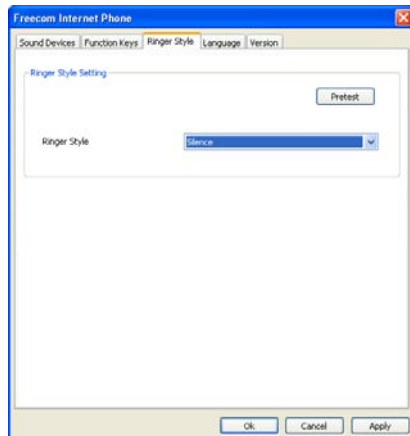 Freecom Internet Phone
Sound Devices Function Keys Ringer Style Language Version
Ringer Style Setting
Pretest
Ringer Style Silence
Ok Cancel Apply